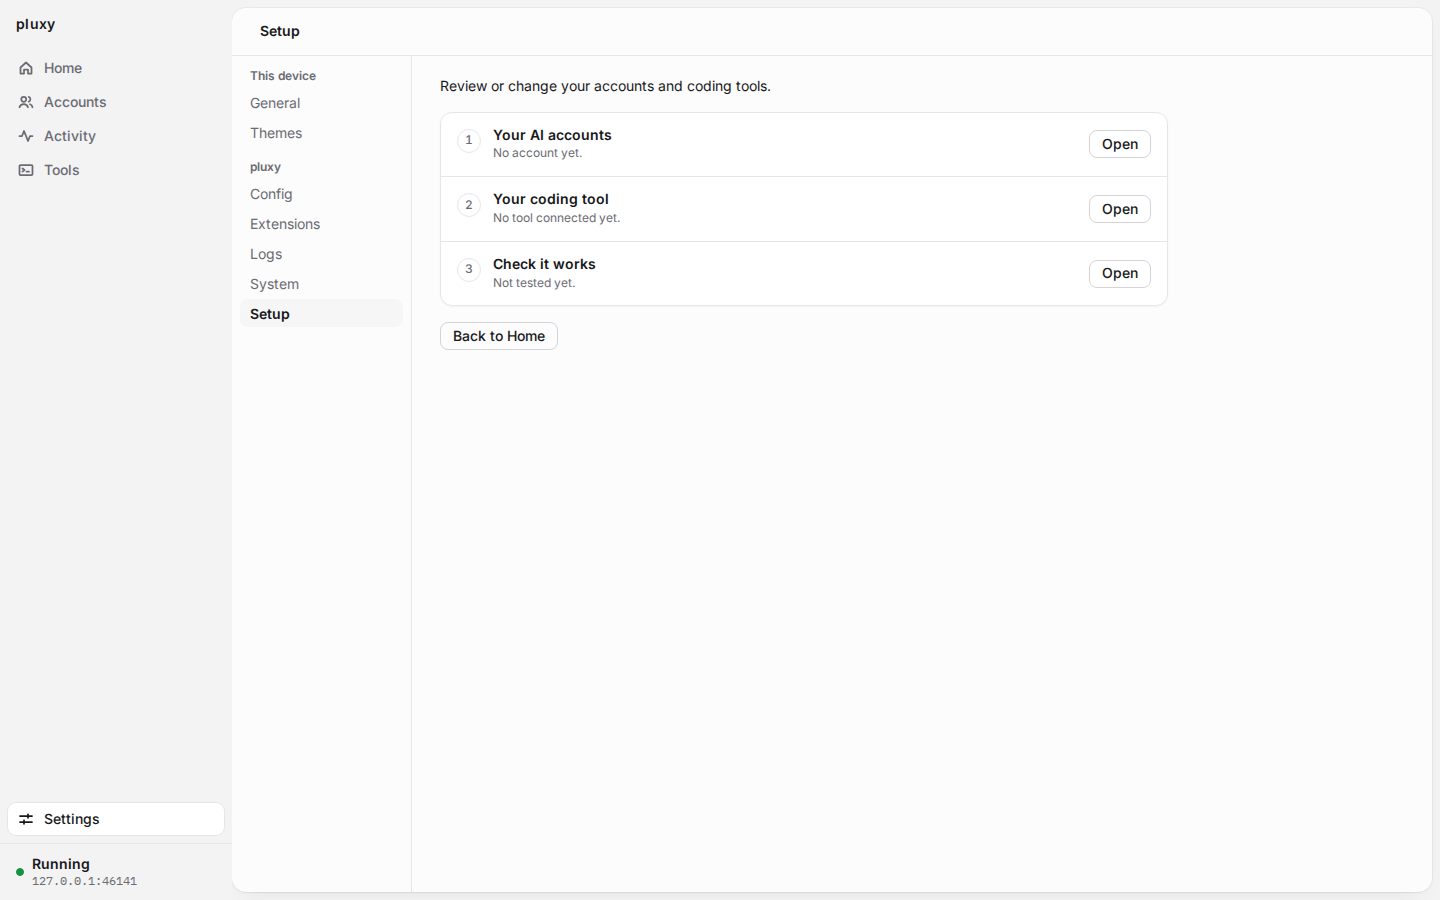 pluxy
Home
Accounts
Activity
Tools
Settings
Running
127.0.0.1:46141
Setup
This device
General
Themes
pluxy
Config
Extensions
Logs
System
Setup
Review or change your accounts and coding tools.
1
Your AI accounts
No account yet.
Open
2
Your coding tool
No tool connected yet.
Open
3
Check it works
Not tested yet.
Open
Back to Home